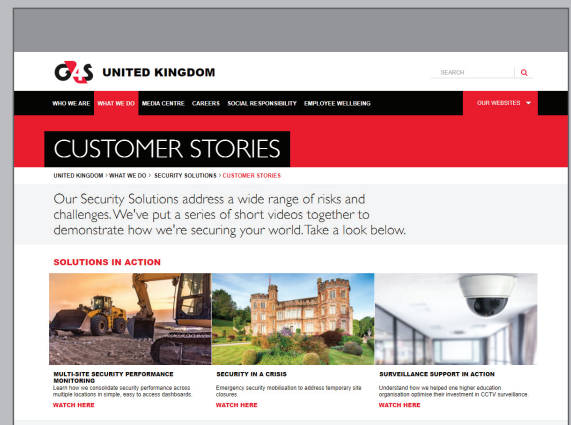 G4S UNITED KINGDOM
SEARCH
WHO WE ARE WHAT WE DO MEDIA CENTRE CAREERS SOCIAL RESPONSIBILITY EMPLOYEE WELLBEING OUR WEBSITES
CUSTOMER STORIES
UNITED KINGDOM > WHAT WE DO > SECURITY SOLUTIONS > CUSTOMER STORIES
Our Security Solutions address a wide range of risks and
challenges. We've put a series of short videos together to
demonstrate how we're securing your world. Take a look below.
SOLUTIONS IN ACTION
MULTI-SITE SECURITY PERFORMANCE
MONITORING
Learn how we consolidate security performance across
multiple locations in simple, easy to access dashboards.
WATCH HERE
SECURITY IN A CRISIS
Emergency security mobilisation to address temporary site
closures.
WATCH HERE
SURVEILLANCE SUPPORT IN ACTION
Understand how we helped one higher education
organisation optimise their investment in CCTV surveillance.
WATCH HERE